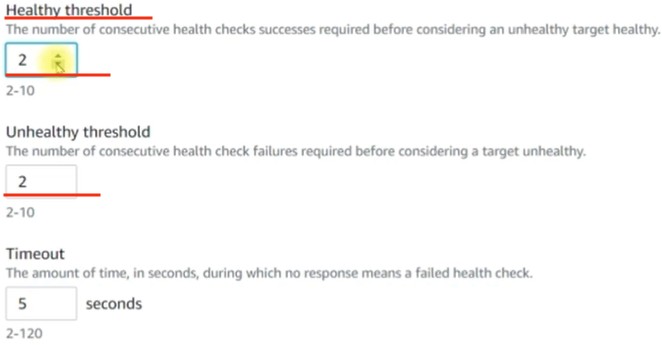 Healthy threshold
The number of consecutive health checks successes required before considering an unhealthy target healthy.
2
2-10
Unhealthy threshold
The number of consecutive health check failures required before considering a target unhealthy.
2
2-10
Timeout
The amount of time, in seconds, during which no response means a failed health check.
5 seconds
2-120